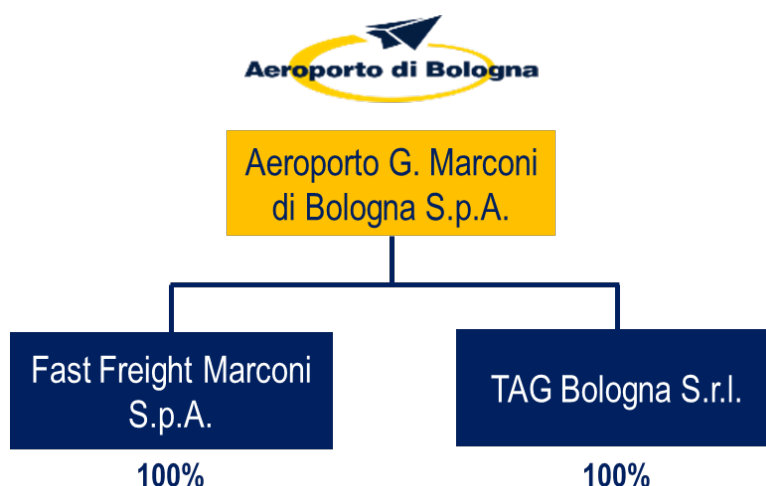 Aeroporto di Bologna
Aeroporto G. Marconi
di Bologna S.p.A.
Fast Freight Marconi
S.p.A.
TAG Bologna S.r.l.
100%
100%